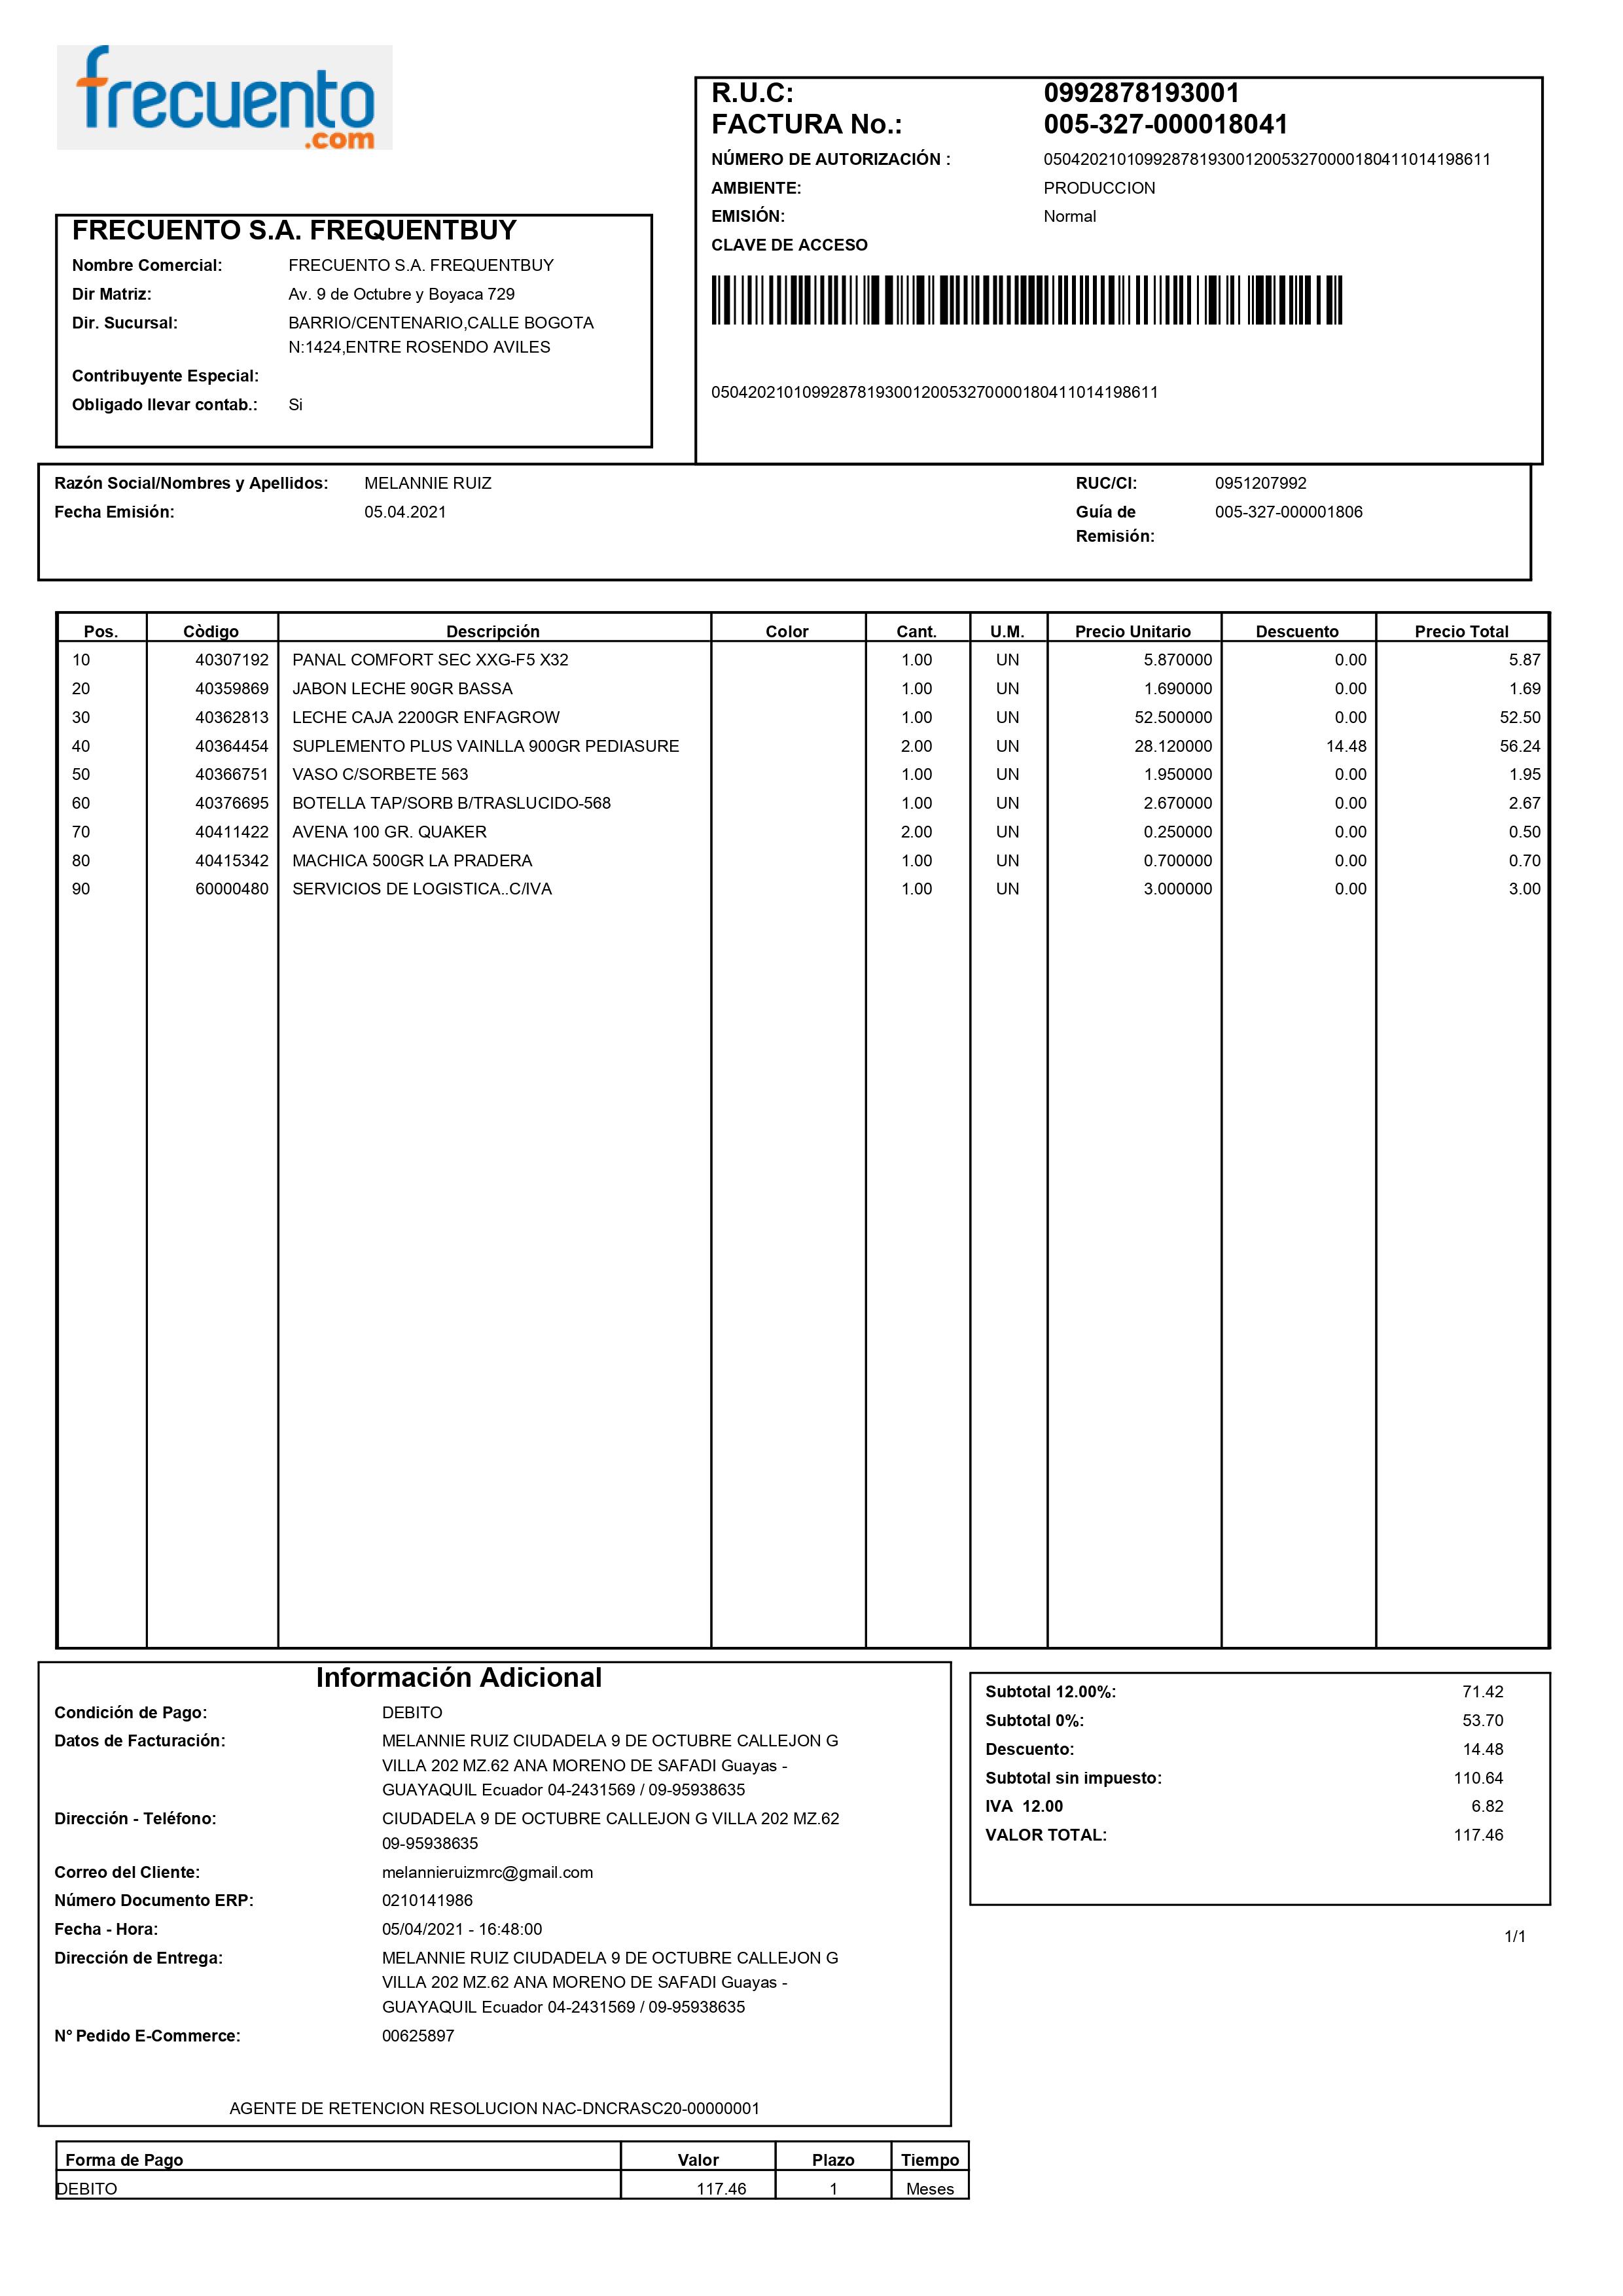 frecuento
.com
R.U.C: 0992878193001
FACTURA No.: 005-327-000018041
NÚMERO DE AUTORIZACIÓN : 0504202101099287819300120053270000180411014198611
AMBIENTE: PRODUCCION
EMISIÓN: Normal
CLAVE DE ACCESO
0504202101099287819300120053270000180411014198611
FRECUENTO S.A. FREQUENTBUY
Nombre Comercial: FRECUENTO S.A. FREQUENTBUY
Dir Matriz: Av. 9 de Octubre y Boyaca 729
Dir. Sucursal: BARRIO/CENTENARIO,CALLE BOGOTA
N:1424,ENTRE ROSENDO AVILES
Contribuyente Especial:
Obligado llevar contab.: Si
Razón Social/Nombres y Apellidos: MELANNIE RUIZ RUC/CI: 0951207992
Fecha Emisión: 05.04.2021 Guía de 005-327-000001806
Remisión:
Pos. Còdigo Descripción Color Cant. U.M. Precio Unitario Descuento Precio Total
10 40307192 PANAL COMFORT SEC XXG-F5 X32 1.00 UN 5.870000 0.00 5.87
20 40359869 JABON LECHE 90GR BASSA 1.00 UN 1.690000 0.00 1.69
30 40362813 LECHE CAJA 2200GR ENFAGROW 1.00 UN 52.500000 0.00 52.50
40 40364454 SUPLEMENTO PLUS VAINLLA 900GR PEDIASURE 2.00 UN 28.120000 14.48 56.24
50 40366751 VASO C/SORBETE 563 1.00 UN 1.950000 0.00 1.95
60 40376695 BOTELLA TAP/SORB B/TRASLUCIDO-568 1.00 UN 2.670000 0.00 2.67
70 40411422 AVENA 100 GR. QUAKER 2.00 UN 0.250000 0.00 0.50
80 40415342 MACHICA 500GR LA PRADERA 1.00 UN 0.700000 0.00 0.70
90 60000480 SERVICIOS DE LOGISTICA..C/IVA 1.00 UN 3.000000 0.00 3.00
Información Adicional
Condición de Pago: DEBITO
Datos de Facturación: MELANNIE RUIZ CIUDADELA 9 DE OCTUBRE CALLEJON G
VILLA 202 MZ.62 ANA MORENO DE SAFADI Guayas -
GUAYAQUIL Ecuador 04-2431569 / 09-95938635
Dirección - Teléfono: CIUDADELA 9 DE OCTUBRE CALLEJON G VILLA 202 MZ.62
09-95938635
Correo del Cliente: melannieruizmrc@gmail.com
Número Documento ERP: 0210141986
Fecha - Hora: 05/04/2021 - 16:48:00
Dirección de Entrega: MELANNIE RUIZ CIUDADELA 9 DE OCTUBRE CALLEJON G
VILLA 202 MZ.62 ANA MORENO DE SAFADI Guayas -
GUAYAQUIL Ecuador 04-2431569 / 09-95938635
N° Pedido E-Commerce: 00625897
AGENTE DE RETENCION RESOLUCION NAC-DNCRASC20-00000001
Subtotal 12.00%: 71.42
Subtotal 0%: 53.70
Descuento: 14.48
Subtotal sin impuesto: 110.64
IVA 12.00 6.82
VALOR TOTAL: 117.46
1/1
Forma de Pago Valor Plazo Tiempo
DEBITO 117.46 1 Meses